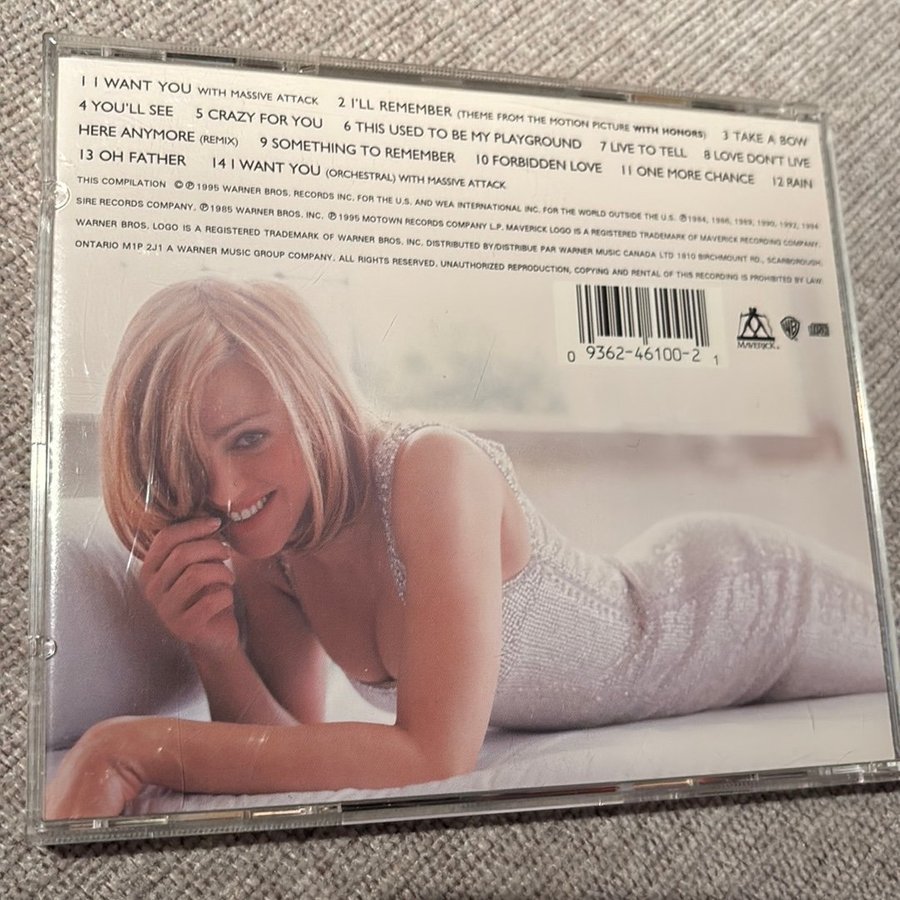 1 I WANT YOU WITH MASSIVE ATTACK 2 I'LL REMEMBER (THEME FROM THE MOTION PICTURE WITH HONORS) 3 TAKE A BOW
4 YOU'LL SEE 5 CRAZY FOR YOU 6 THIS USED TO BE MY PLAYGROUND 7 LIVE TO TELL 8 LOVE DON'T LIVE
HERE ANYMORE (REMIX) 9 SOMETHING TO REMEMBER 10 FORBIDDEN LOVE 11 ONE MORE CHANCE 12 RAIN
13 OH FATHER 14 I WANT YOU (ORCHESTRAL) WITH MASSIVE ATTACK
THIS COMPILATION ©℗ 1995 WARNER BROS. RECORDS INC. FOR THE U.S. AND WEA INTERNATIONAL INC. FOR THE WORLD OUTSIDE THE U.S. ℗1984, 1986, 1989, 1990, 1992, 1994
SIRE RECORDS COMPANY, ℗1985 WARNER BROS. INC. ℗ 1995 MOTOWN RECORDS COMPANY L.P. MAVERICK LOGO IS A REGISTERED TRADEMARK OF MAVERICK RECORDING COMPANY.
WARNER BROS. LOGO IS A REGISTERED TRADEMARK OF WARNER BROS. INC. DISTRIBUTED BY/DISTRIBUE PAR WARNER MUSIC CANADA LTD 1810 BIRCHMOUNT RD., SCARBOROUGH,
ONTARIO M1P 2J1 A WARNER MUSIC GROUP COMPANY. ALL RIGHTS RESERVED. UNAUTHORIZED REPRODUCTION, COPYING AND RENTAL OF THIS RECORDING IS PROHIBITED BY LAW.
0 9362-46100-2 1
MAVERICK
WB